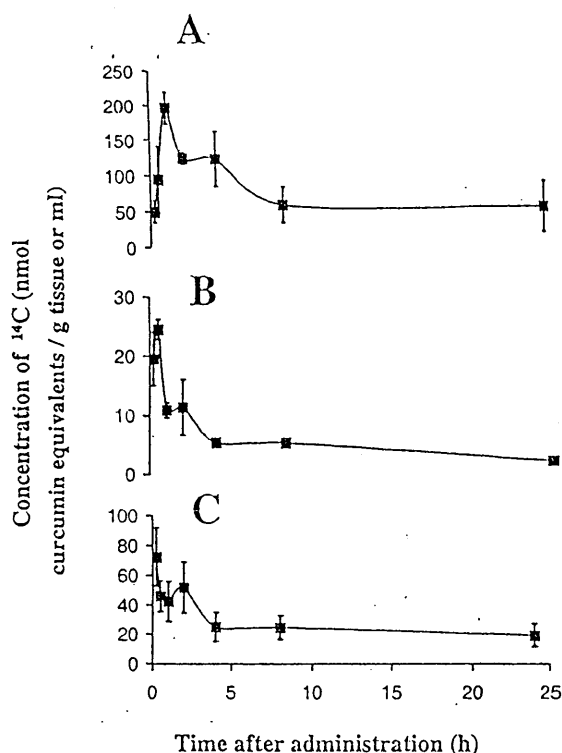 A
250
200
150
100
50
0
B
30
20
10
0
C
100
80
60
40
20
0
0 5 10 15 20 25
Concentration of ¹⁴C (nmol
curcumin equivalents / g tissue or ml)
Time after administration (h)